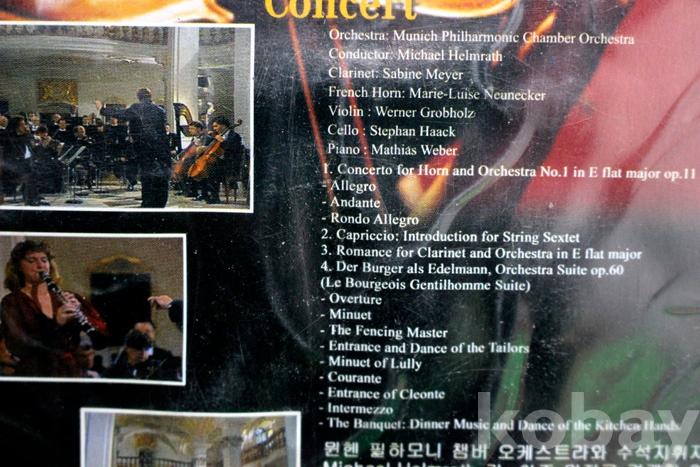 Concert
Orchestra: Munich Philharmonic Chamber Orchestra
Conductor: Michael Helmrath
Clarinet: Sabine Meyer
French Horn: Marie-Luise Neunecker
Violin : Werner Grobholz
Cello : Stephan Haack
Piano : Mathias Weber
1. Concerto for Horn and Orchestra No.1 in E flat major op.11
- Allegro
- Andante
- Rondo Allegro
2. Capriccio: Introduction for String Sextet
3. Romance for Clarinet and Orchestra in E flat major
4. Der Burger als Edelmann, Orchestra Suite op.60
(Le Bourgeois Gentilhomme Suite)
- Overture
- Minuet
- The Fencing Master
- Entrance and Dance of the Tailors
- Minuet of Lully
- Courante
- Entrance of Cleonte
- Intermezzo
- The Banquet: Dinner Music and Dance of the Kitchen Hands
kobay
뮌헨 필하모니 챔버 오케스트라와 수석지휘
Michael Helmrath